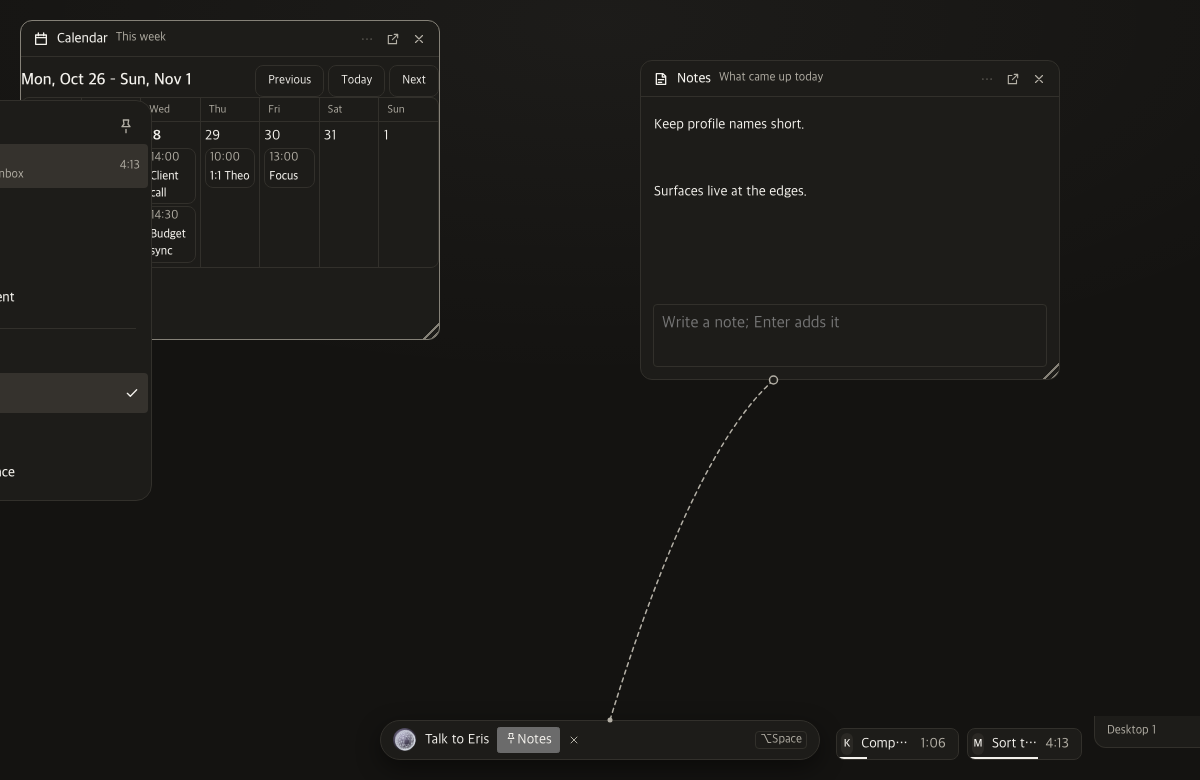 Calendar This week
Mon, Oct 26 - Sun, Nov 1
Previous
Today
Next
Wed
Thu
Fri
Sat
Sun
8
29
30
31
1
14:00
Client
call
14:30
Budget
sync
10:00
1:1 Theo
13:00
Focus
nbox
4:13
ent
nce
Notes What came up today
Keep profile names short.
Surfaces live at the edges.
Write a note; Enter adds it
Talk to Eris
Notes
⌥Space
K Comp··· 1:06
M Sort t··· 4:13
Desktop 1